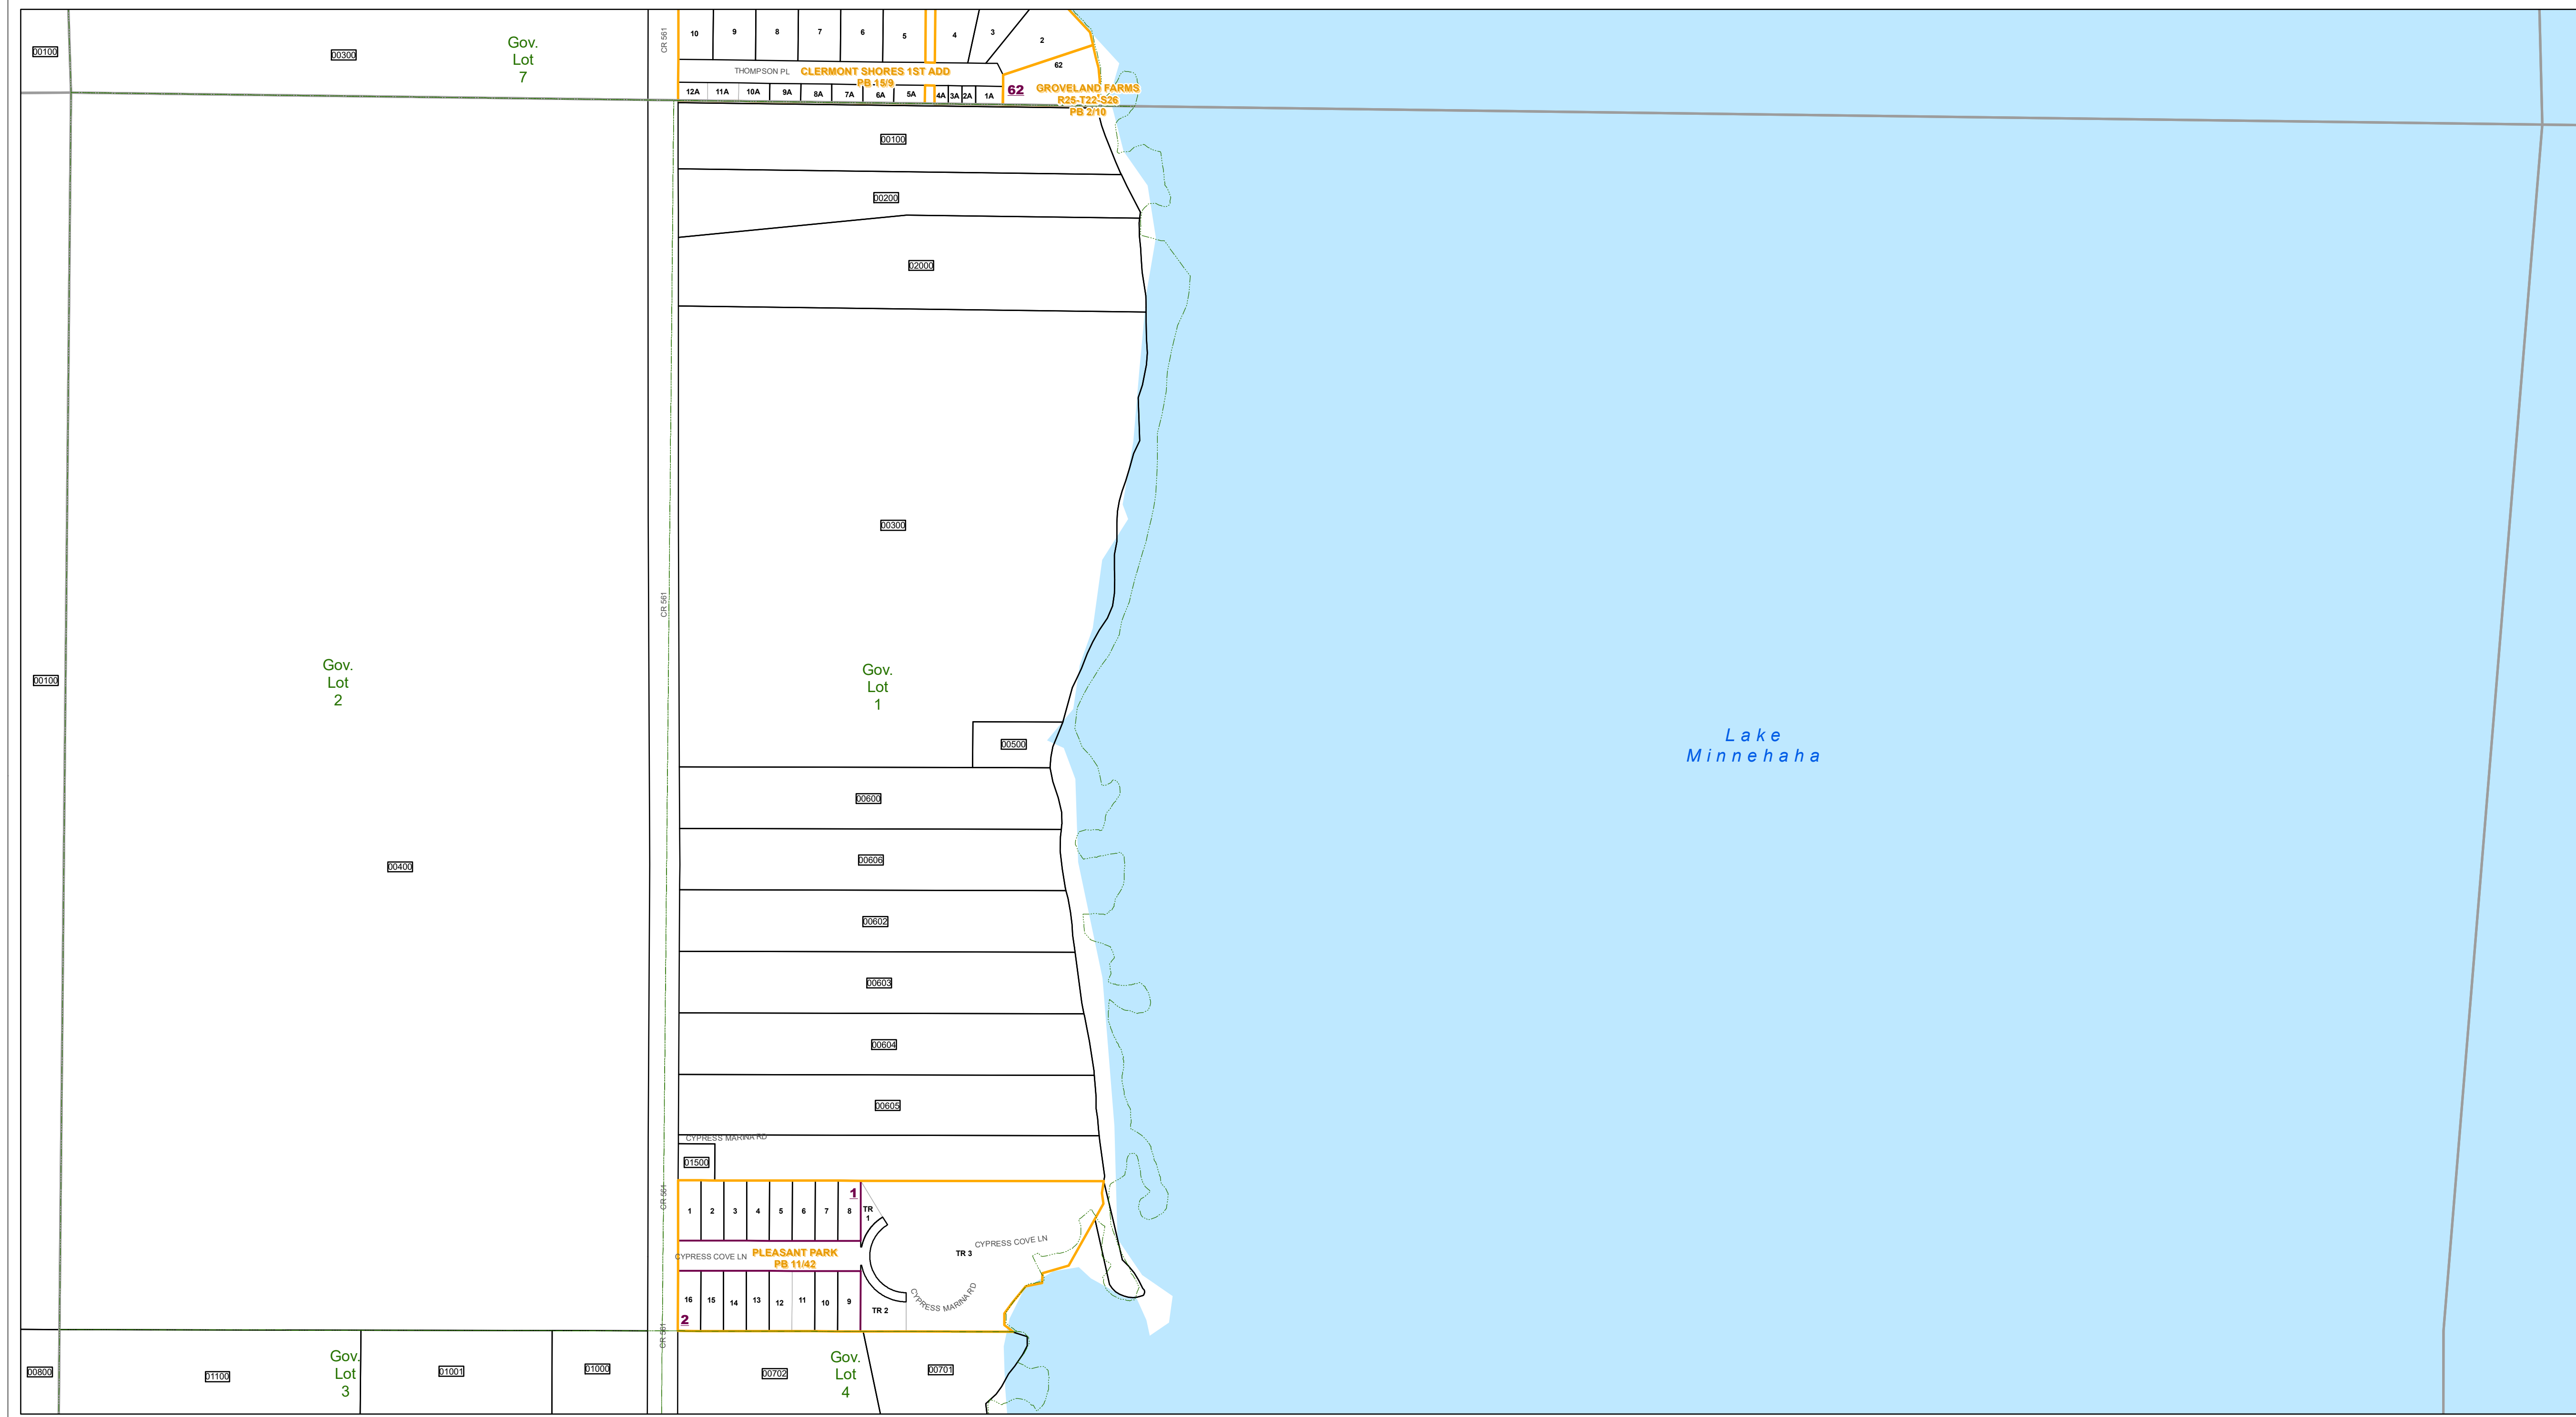 00100
00300
Gov.
Lot
7
CR 561
10
9
8
7
6
5
4
3
2
62
THOMPSON PL
CLERMONT SHORES 1ST ADD
PB 15/9
12A
11A
10A
9A
8A
7A
6A
5A
4A
3A
2A
1A
62
GROVELAND FARMS
R25-T22-S26
PB 2/10
00100
00200
02000
00300
CR 561
Gov.
Lot
2
00100
Gov.
Lot
1
Lake
Minnehaha
00500
00600
00400
00606
00602
00603
00604
00605
CYPRESS MARINA RD
01500
CR 561
1
1
2
3
4
5
6
7
8
TR
1
CYPRESS COVE LN
PLEASANT PARK
PB 11/42
TR 3
CYPRESS COVE LN
CYPRESS MARINA RD
16
15
14
13
12
11
10
9
TR 2
2
CR 561
00800
01100
Gov.
Lot
3
01001
01000
00702
Gov.
Lot
4
00701